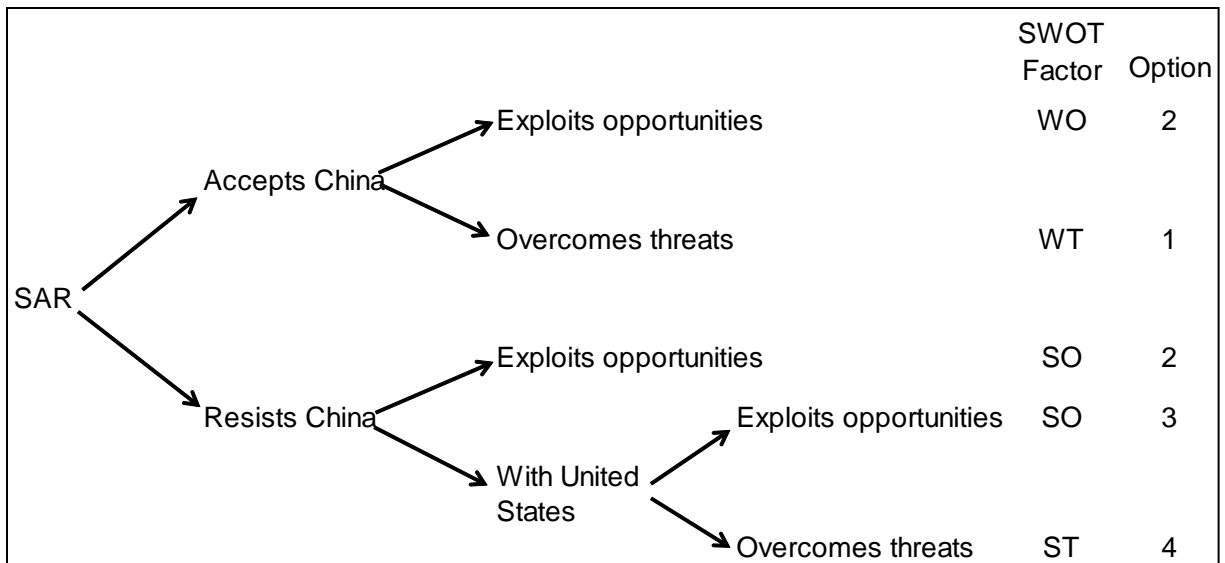 SWOT
Factor Option
Exploits opportunities WO 2
Accepts China
Overcomes threats WT 1
SAR
Exploits opportunities SO 2
Resists China Exploits opportunities SO 3
With United
States
Overcomes threats ST 4